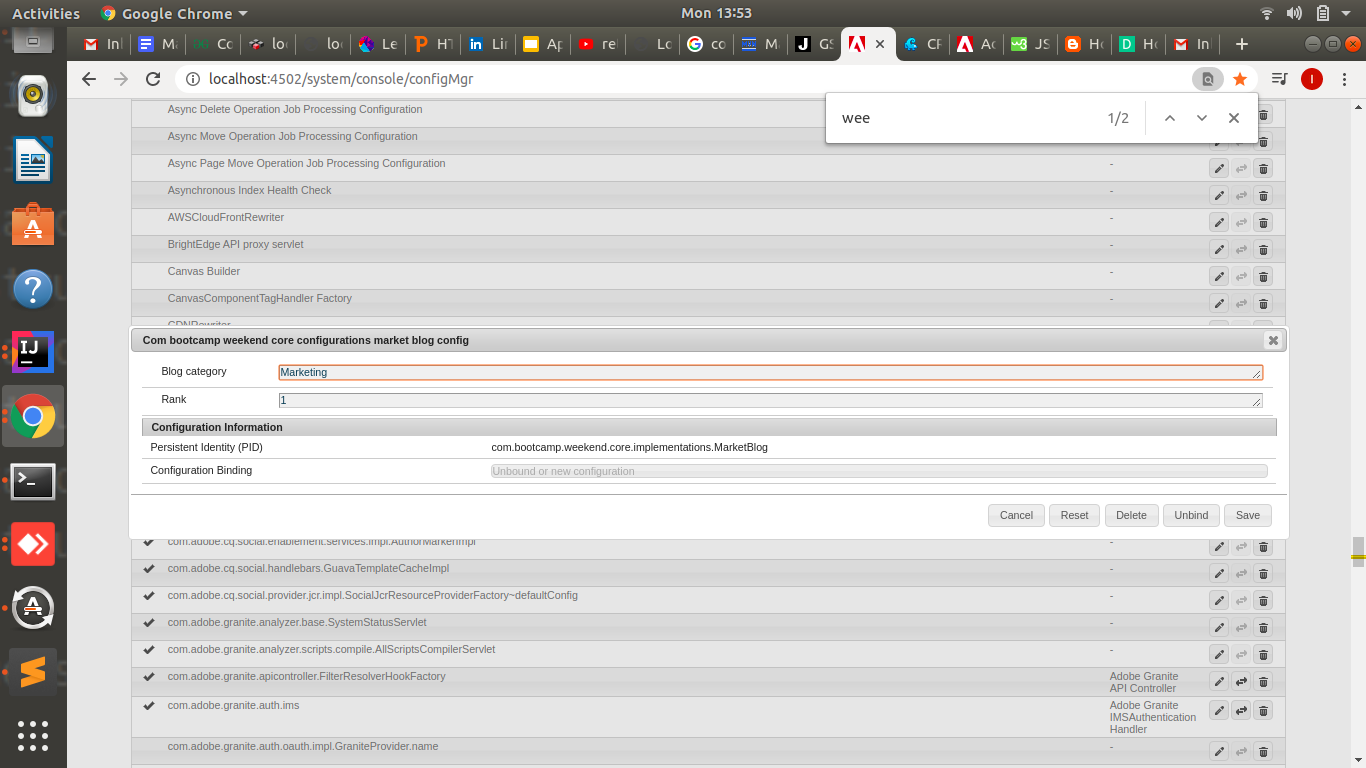 Activities Google Chrome Mon 13:53
In M Co loc loc Le HT Lin Ap re Lo co M GS CF Ac JS Ho Ho In
localhost:4502/system/console/configMgr
wee 1/2
Async Delete Operation Job Processing Configuration
Async Move Operation Job Processing Configuration
Async Page Move Operation Job Processing Configuration -
Asynchronous Index Health Check -
AWSCloudFrontRewriter -
BrightEdge API proxy servlet -
Canvas Builder -
CanvasComponentTagHandler Factory -
CDNRewriter
Com bootcamp weekend core configurations market blog config
Blog category Marketing
Rank 1
Configuration Information
Persistent Identity (PID) com.bootcamp.weekend.core.implementations.MarketBlog
Configuration Binding Unbound or new configuration
Cancel Reset Delete Unbind Save
com.adobe.cq.social.enablement.services.impl.AuthorMarkerImpl -
com.adobe.cq.social.handlebars.GuavaTemplateCacheImpl -
com.adobe.cq.social.provider.jcr.impl.SocialJcrResourceProviderFactory~defaultConfig -
com.adobe.granite.analyzer.base.SystemStatusServlet -
com.adobe.granite.analyzer.scripts.compile.AllScriptsCompilerServlet -
com.adobe.granite.apicontroller.FilterResolverHookFactory Adobe Granite
API Controller
com.adobe.granite.auth.ims Adobe Granite
IMSAuthentication
Handler
com.adobe.granite.auth.oauth.impl.GraniteProvider.name -